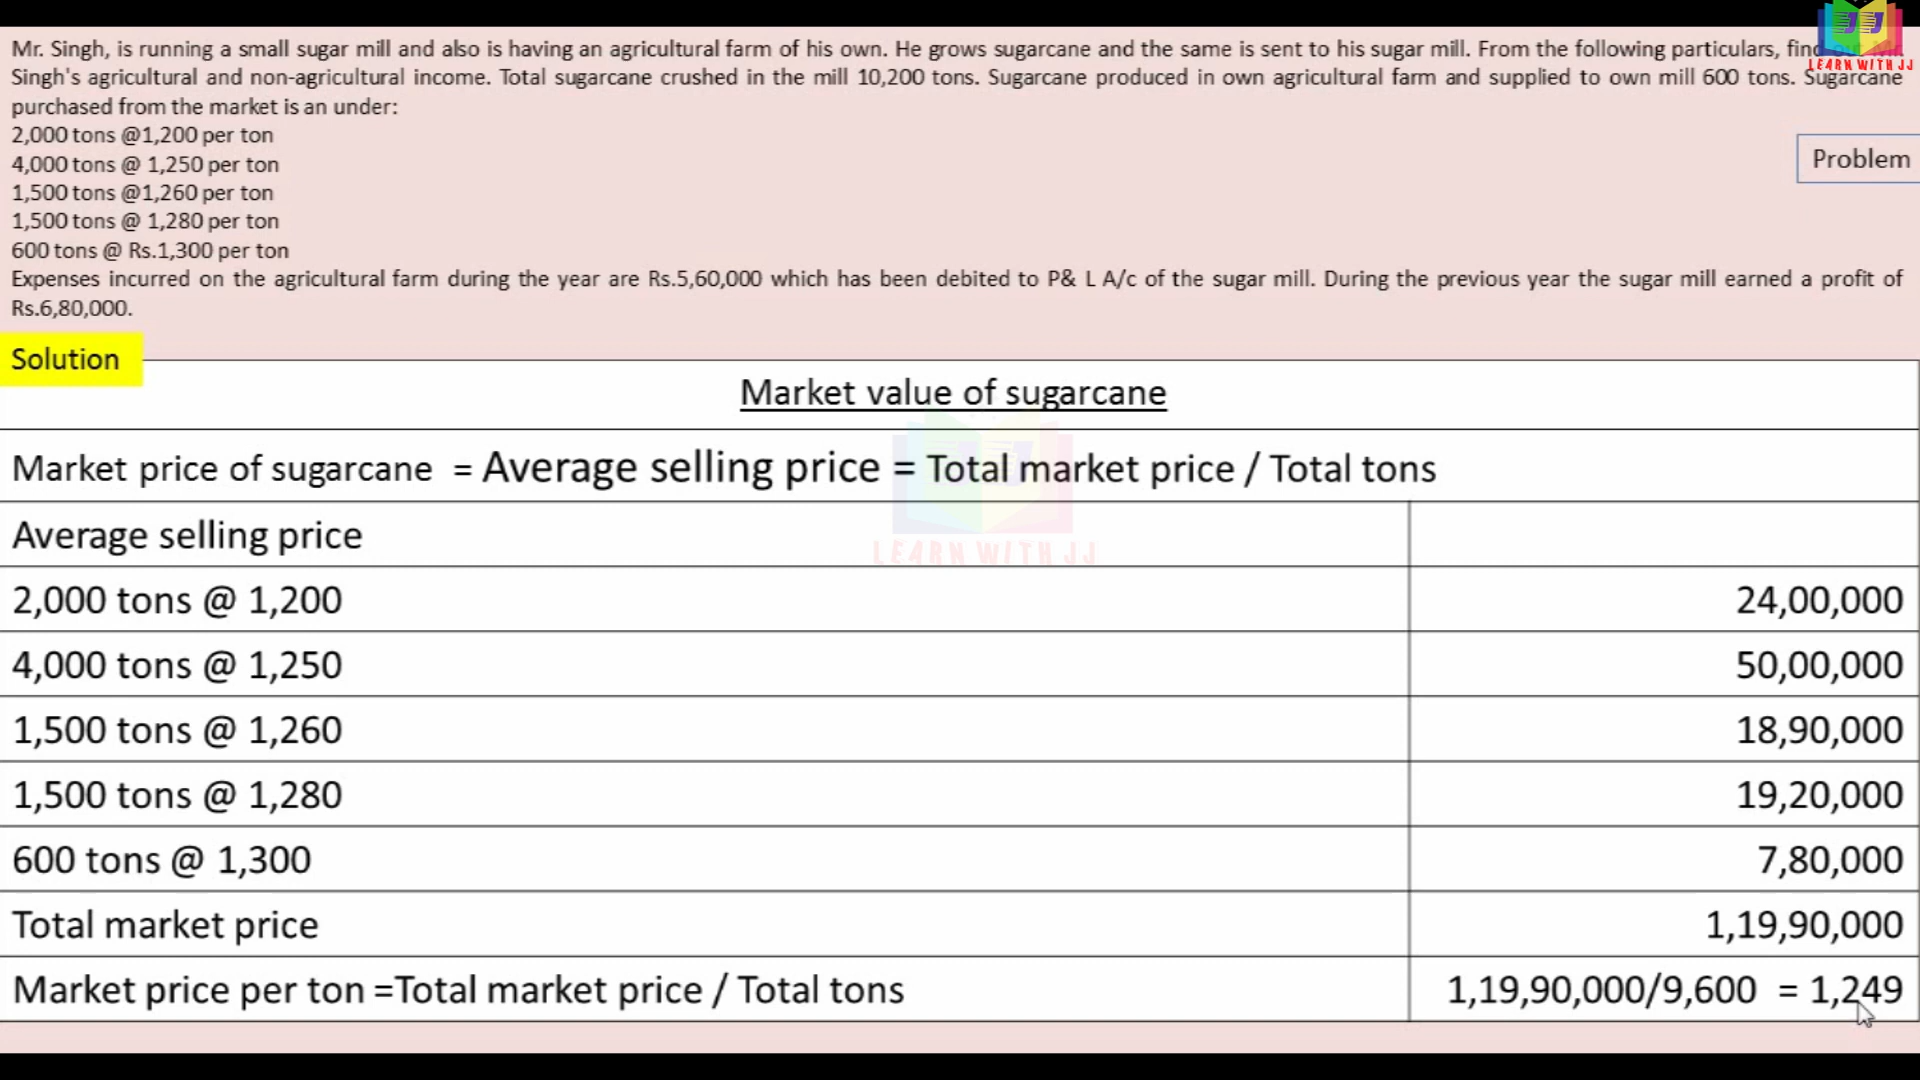 Mr. Singh, is running a small sugar mill and also is having an agricultural farm of his own. He grows sugarcane and the same is sent to his sugar mill. From the following particulars, find
Singh's agricultural and non-agricultural income. Total sugarcane crushed in the mill 10,200 tons. Sugarcane produced in own agricultural farm and supplied to own mill 600 tons. Sugarcane
purchased from the market is an under:
2,000 tons @1,200 per ton
4,000 tons @ 1,250 per ton
1,500 tons @1,260 per ton
1,500 tons @ 1,280 per ton
600 tons @ Rs.1,300 per ton
Expenses incurred on the agricultural farm during the year are Rs.5,60,000 which has been debited to P& L A/c of the sugar mill. During the previous year the sugar mill earned a profit of
Rs.6,80,000.
LEARN WITH JJ
Problem
Solution
Market value of sugarcane
Market price of sugarcane = Average selling price = Total market price / Total tons
Average selling price
LEARN WITH JJ
2,000 tons @ 1,200 24,00,000
4,000 tons @ 1,250 50,00,000
1,500 tons @ 1,260 18,90,000
1,500 tons @ 1,280 19,20,000
600 tons @ 1,300 7,80,000
Total market price 1,19,90,000
Market price per ton =Total market price / Total tons 1,19,90,000/9,600 = 1,249